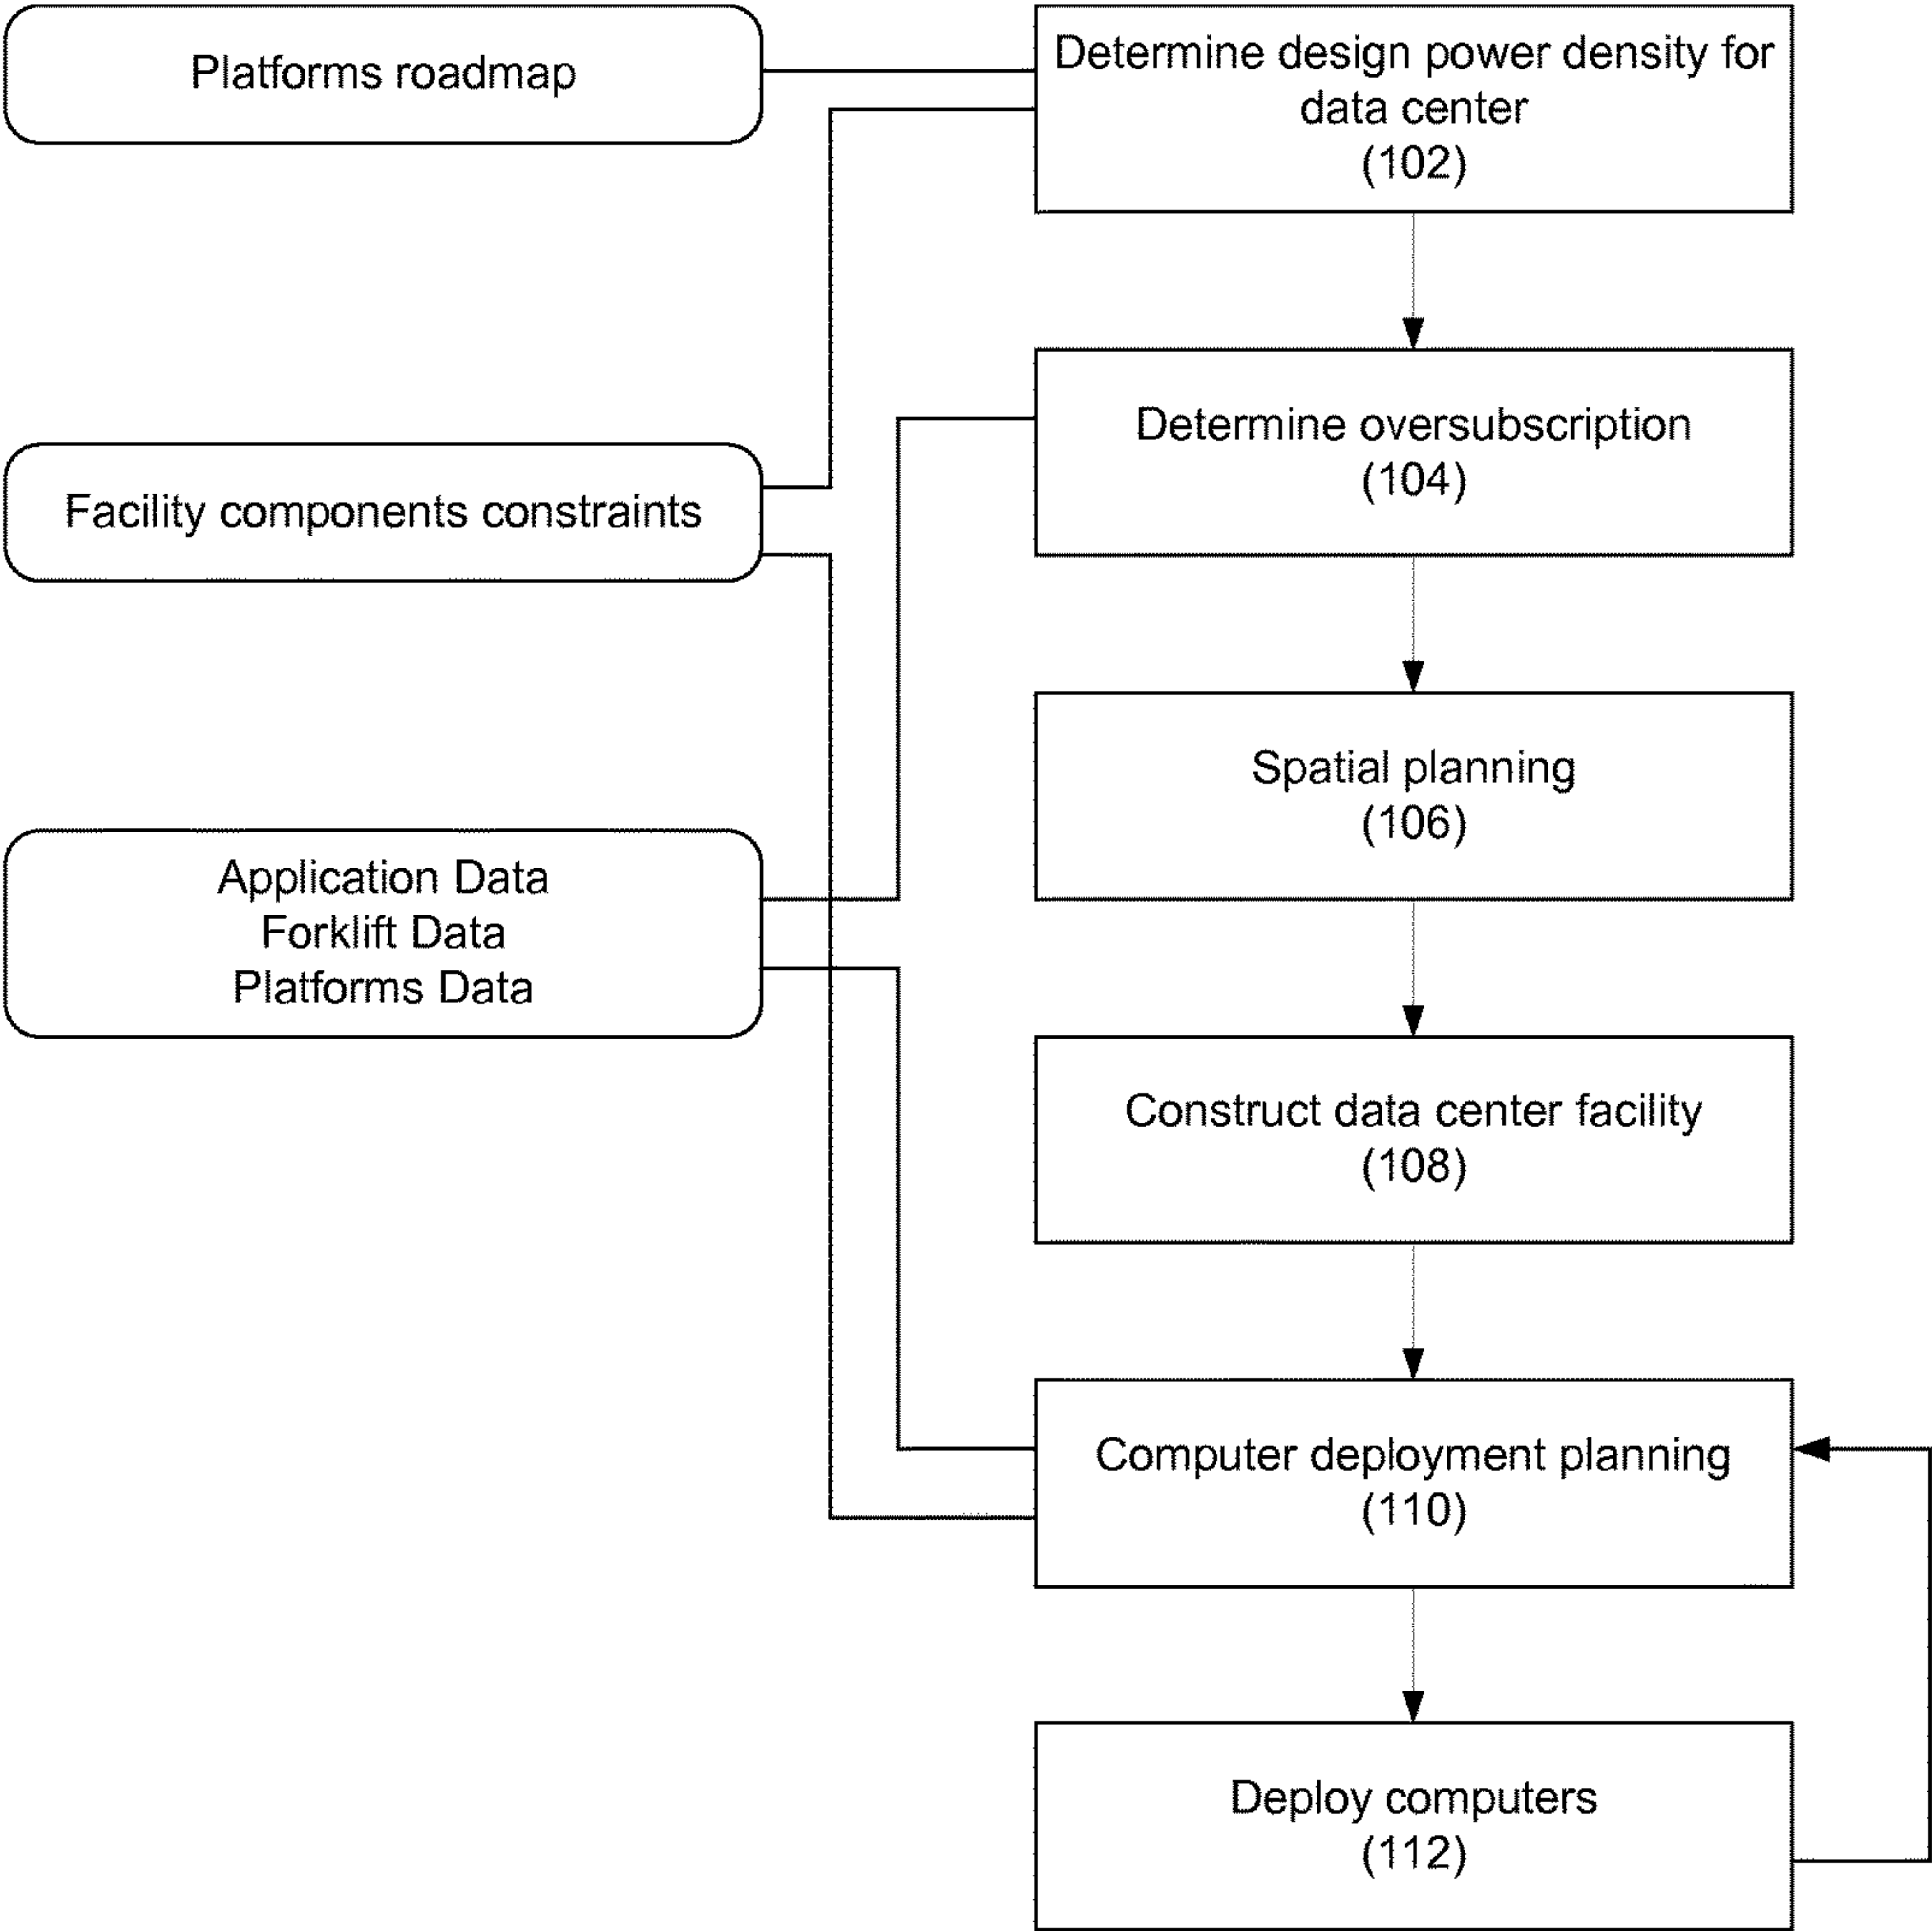 Platforms roadmap
Determine design power density for
data center
(102)
Determine oversubscription
(104)
Facility components constraints
Spatial planning
(106)
Application Data
Forklift Data
Platforms Data
Construct data center facility
(108)
Computer deployment planning
(110)
Deploy computers
(112)